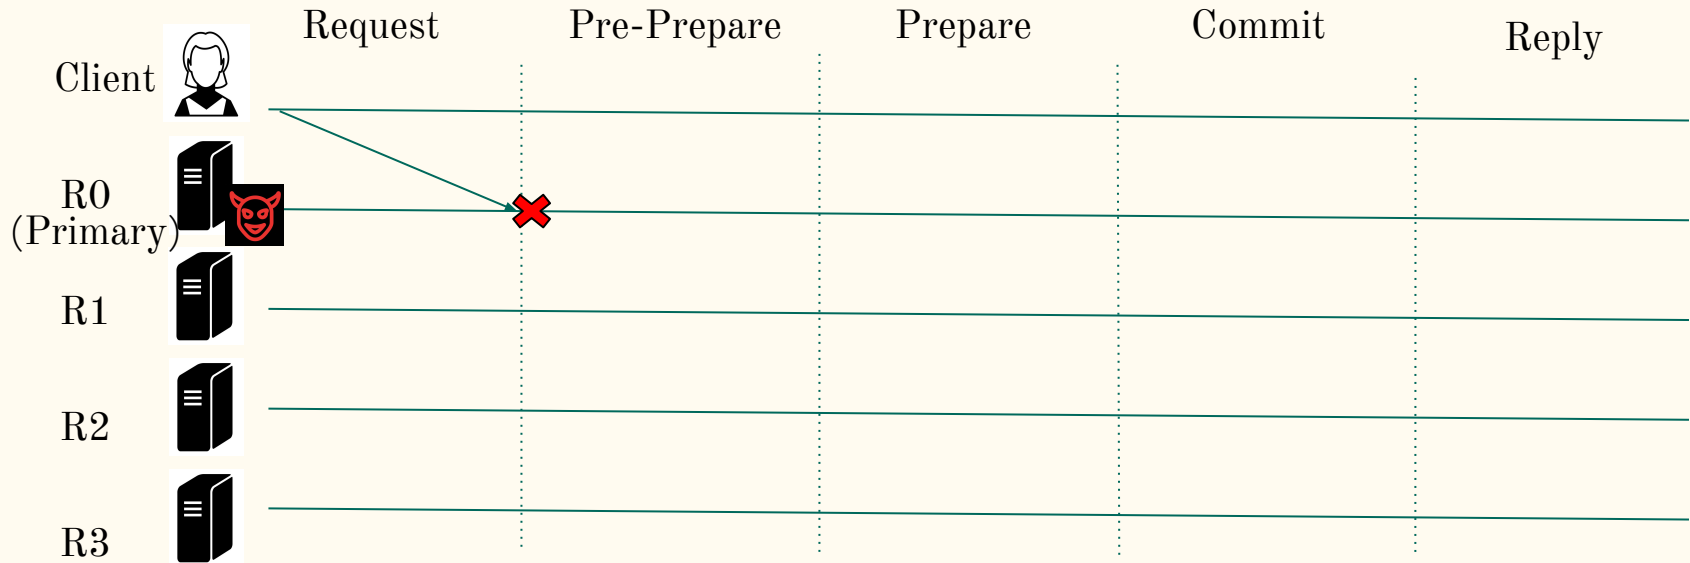 Request
Pre-Prepare
Prepare
Commit
Reply
Client
R0
(Primary)
R1
R2
R3